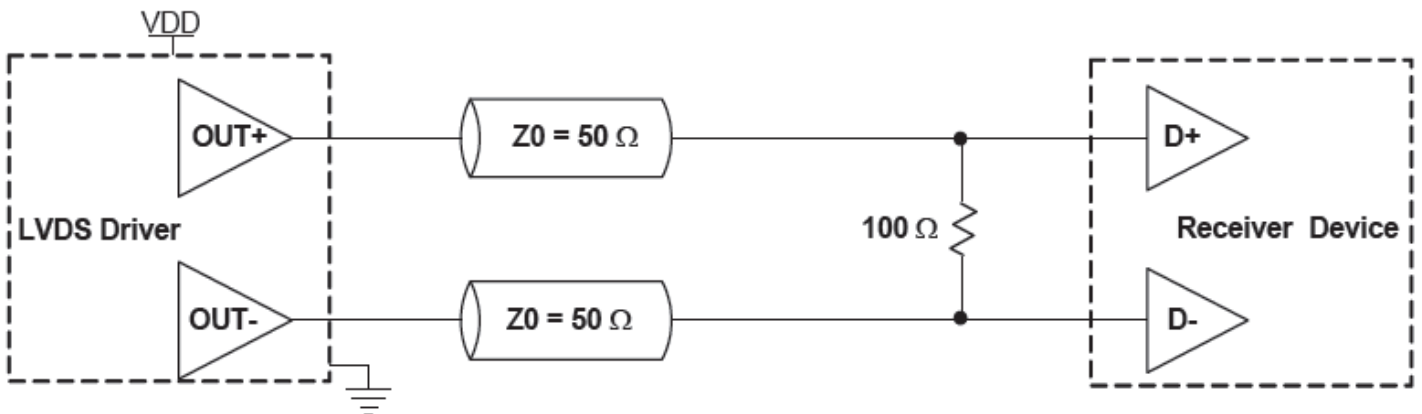 VDD
OUT+
Z0 = 50 Ω
D+
LVDS Driver
100 Ω
Receiver Device
OUT-
Z0 = 50 Ω
D-